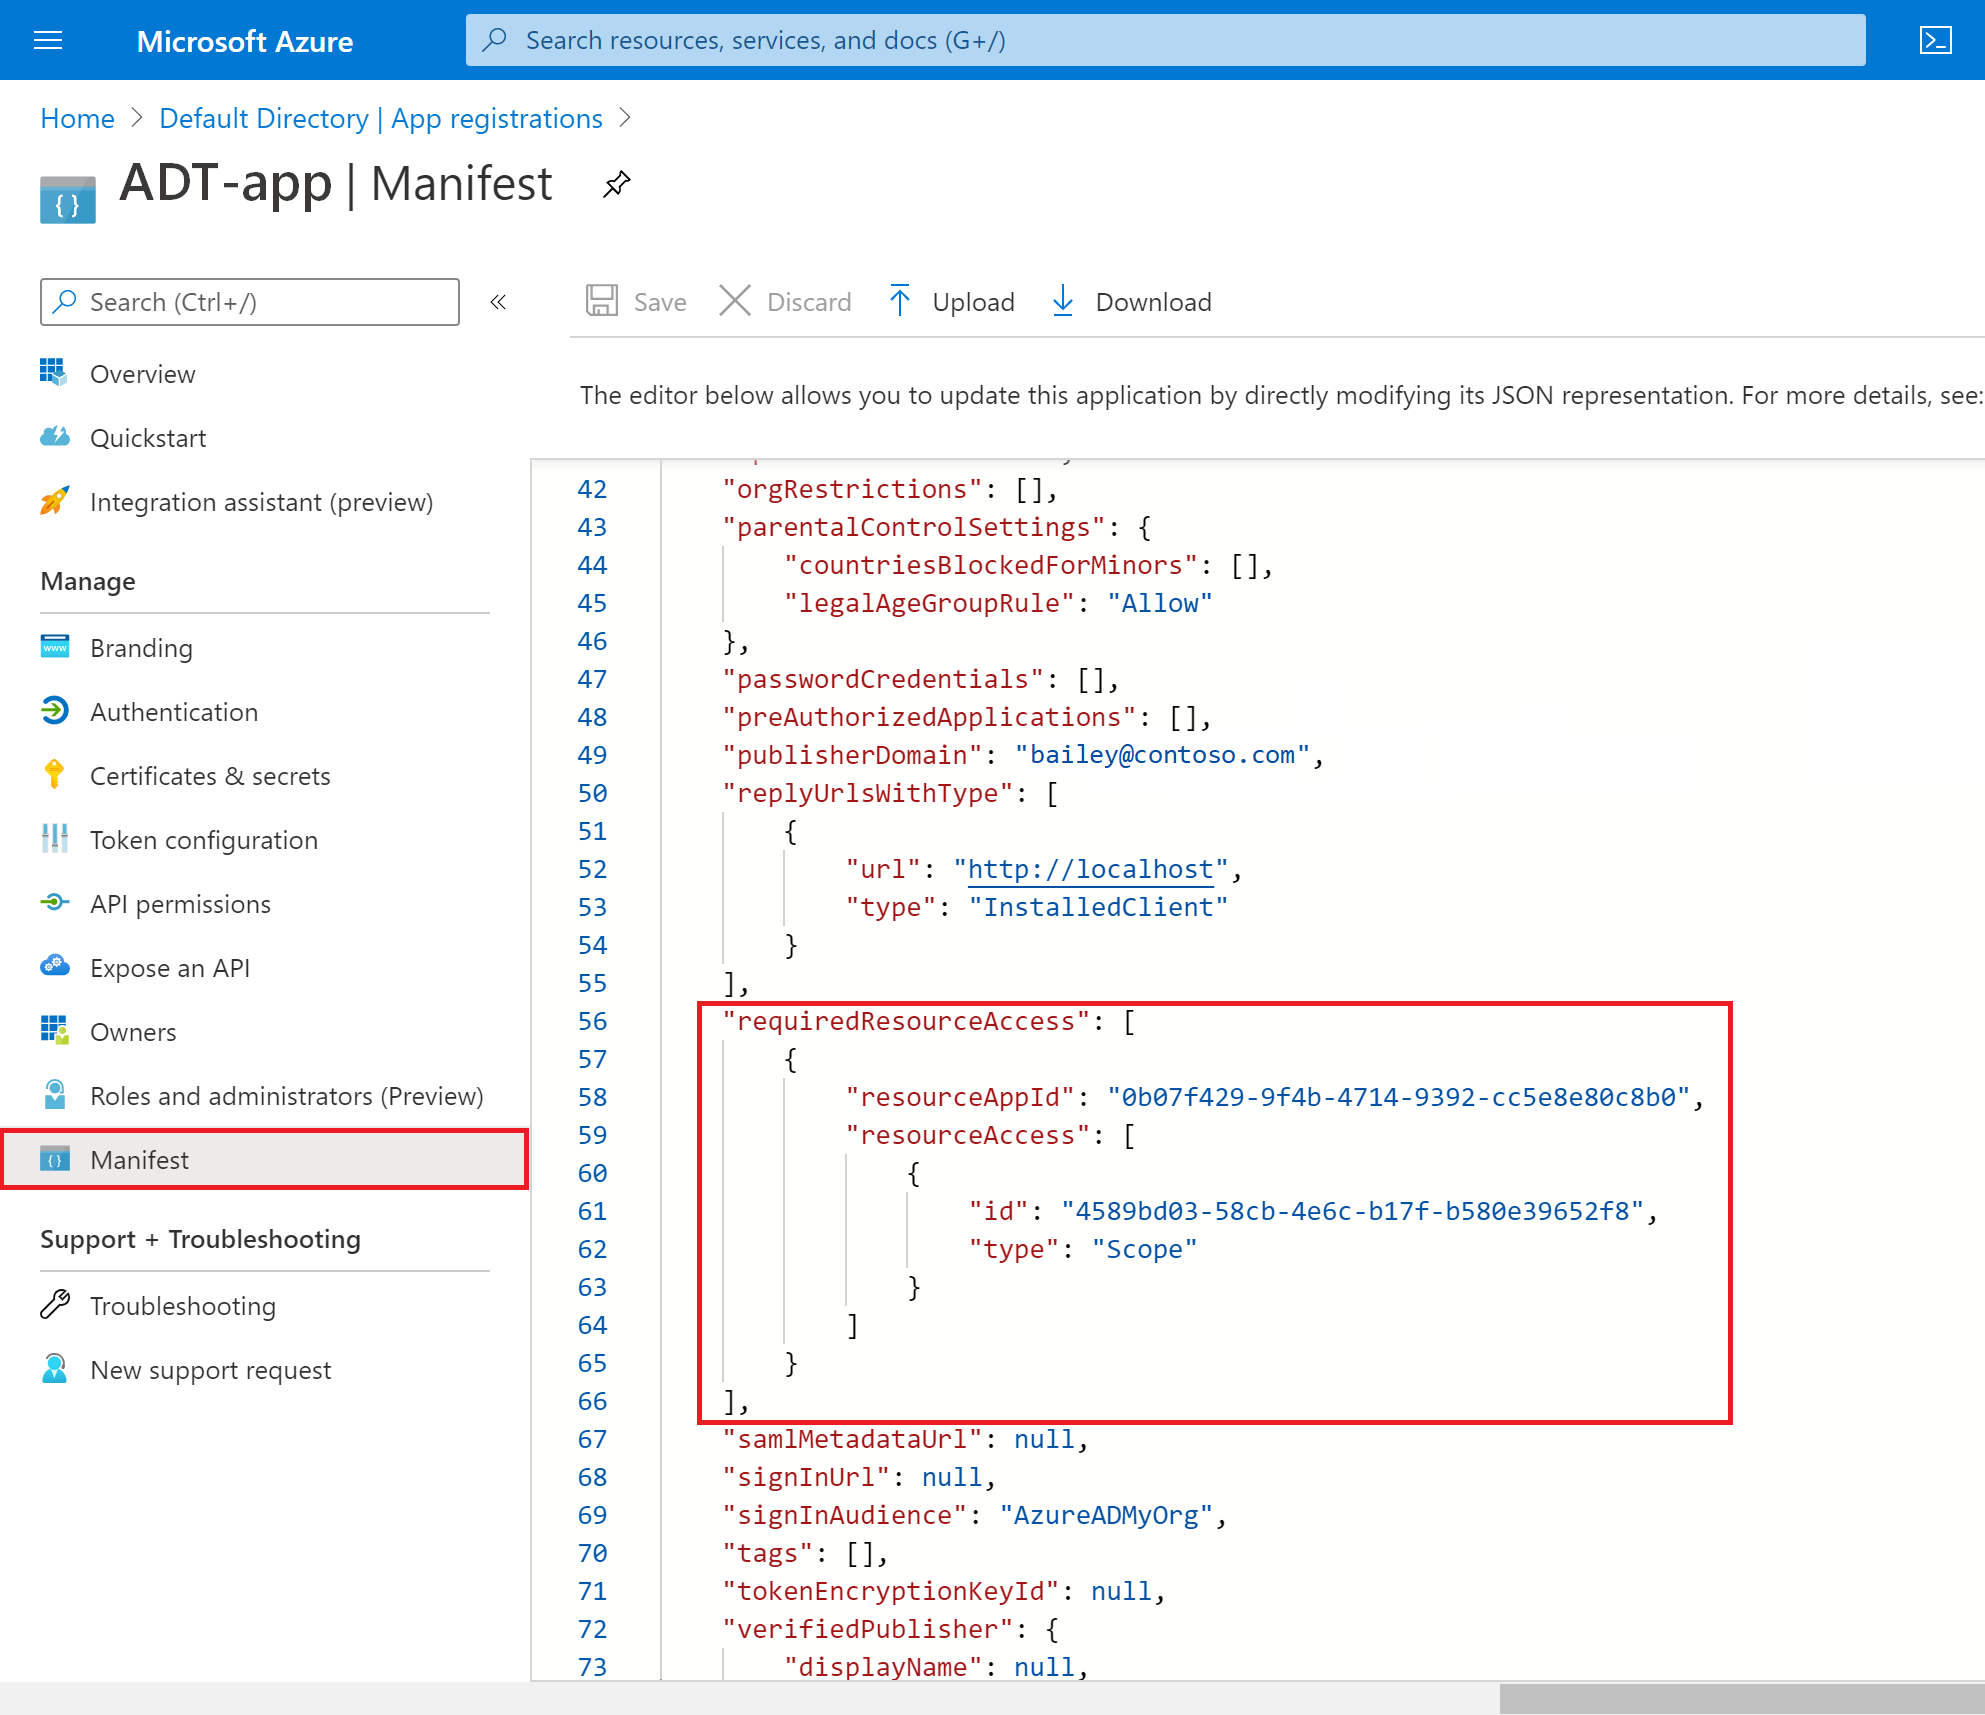 Microsoft Azure
Search resources, services, and docs (G+/)
Home > Default Directory | App registrations >
ADT-app | Manifest
Search (Ctrl+/)
«
Save
Discard
Upload
Download
The editor below allows you to update this application by directly modifying its JSON representation. For more details, see:
Overview
Quickstart
Integration assistant (preview)
Manage
Branding
Authentication
Certificates & secrets
Token configuration
API permissions
Expose an API
Owners
Roles and administrators (Preview)
Manifest
Support + Troubleshooting
Troubleshooting
New support request
42 "orgRestrictions": [],
43 "parentalControlSettings": {
44 "countriesBlockedForMinors": [],
45 "legalAgeGroupRule": "Allow"
46 },
47 "passwordCredentials": [],
48 "preAuthorizedApplications": [],
49 "publisherDomain": "bailey@contoso.com",
50 "replyUrlsWithType": [
51 {
52 "url": "http://localhost",
53 "type": "InstalledClient"
54 }
55 ],
56 "requiredResourceAccess": [
57 {
58 "resourceAppId": "0b07f429-9f4b-4714-9392-cc5e8e80c8b0",
59 "resourceAccess": [
60 {
61 "id": "4589bd03-58cb-4e6c-b17f-b580e39652f8",
62 "type": "Scope"
63 }
64 ]
65 }
66 ],
67 "samlMetadataUrl": null,
68 "signInUrl": null,
69 "signInAudience": "AzureADMyOrg",
70 "tags": [],
71 "tokenEncryptionKeyId": null,
72 "verifiedPublisher": {
73 "displayName": null,